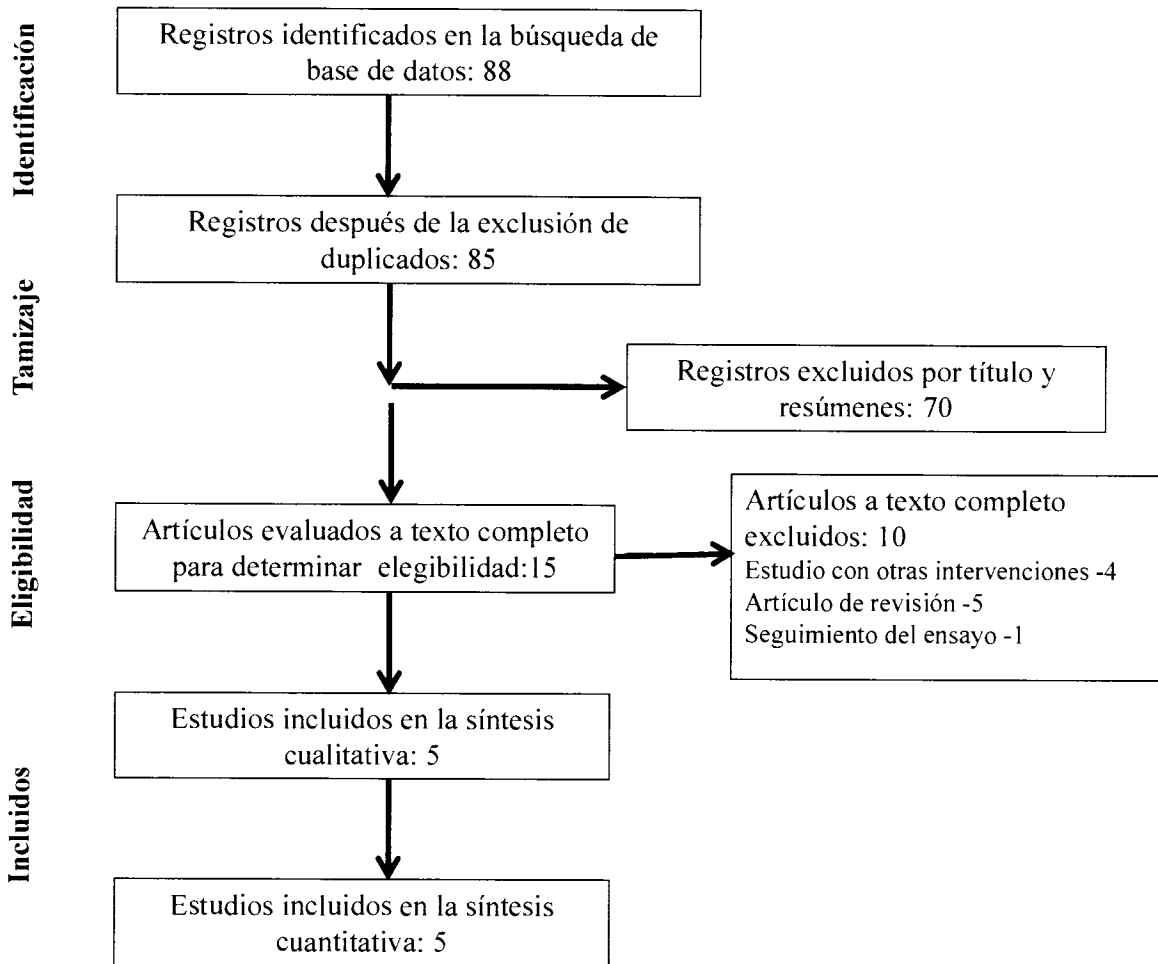 Identificación
Registros identificados en la búsqueda de
base de datos: 88
Registros después de la exclusión de
duplicados: 85
Tamizaje
Registros excluidos por título y
resúmenes: 70
Eligibilidad
Artículos evaluados a texto completo
para determinar elegibilidad:15
Artículos a texto completo
excluidos: 10
Estudio con otras intervenciones -4
Artículo de revisión -5
Seguimiento del ensayo -1
Incluidos
Estudios incluidos en la síntesis
cualitativa: 5
Estudios incluidos en la síntesis
cuantitativa: 5